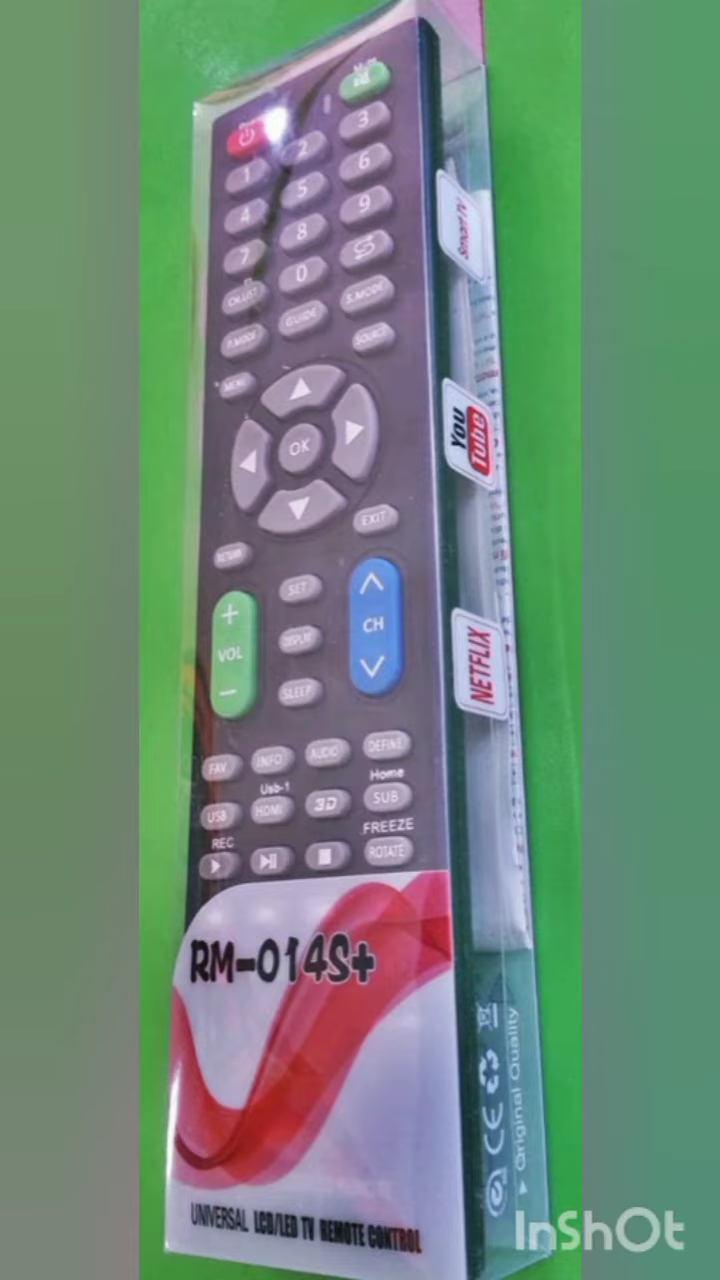 1
2
3
4
5
6
7
8
9
CH.LIST
0
S.MODE
P.MODE
GUIDE
SOURCE
MENU
OK
Smart TV
You
Tube
EXIT
RETURN
+
VOL
-
SET
DISPLAY
SLEEP
CH
NETFLIX
FAV
INFO
AUDIO
DEFINE
Usb-1
Home
USB
HDMI
3D
SUB
REC
FREEZE
ROTATE
RM-014S+
CE
Original Quality
UNIVERSAL LCD/LED TV REMOTE CONTROL
InShOt